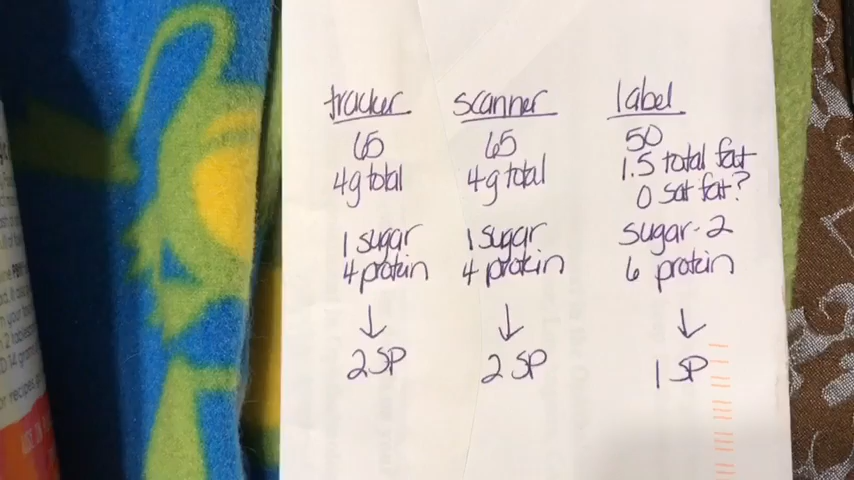 tracker
65
4g total
1 sugar
4 protein
↓
2 SP
scanner
65
4g total
1 sugar
4 protein
↓
2 SP
label
50
1.5 total fat
0 sat fat?
sugar - 2
6 protein
↓
1 SP